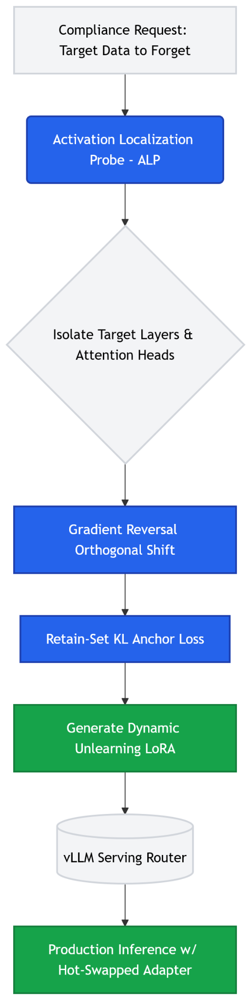 Compliance Request:
Target Data to Forget
Activation Localization
Probe - ALP
Isolate Target Layers &
Attention Heads
Gradient Reversal
Orthogonal Shift
Retain-Set KL Anchor Loss
Generate Dynamic
Unlearning LoRA
vLLM Serving Router
Production Inference w/
Hot-Swapped Adapter